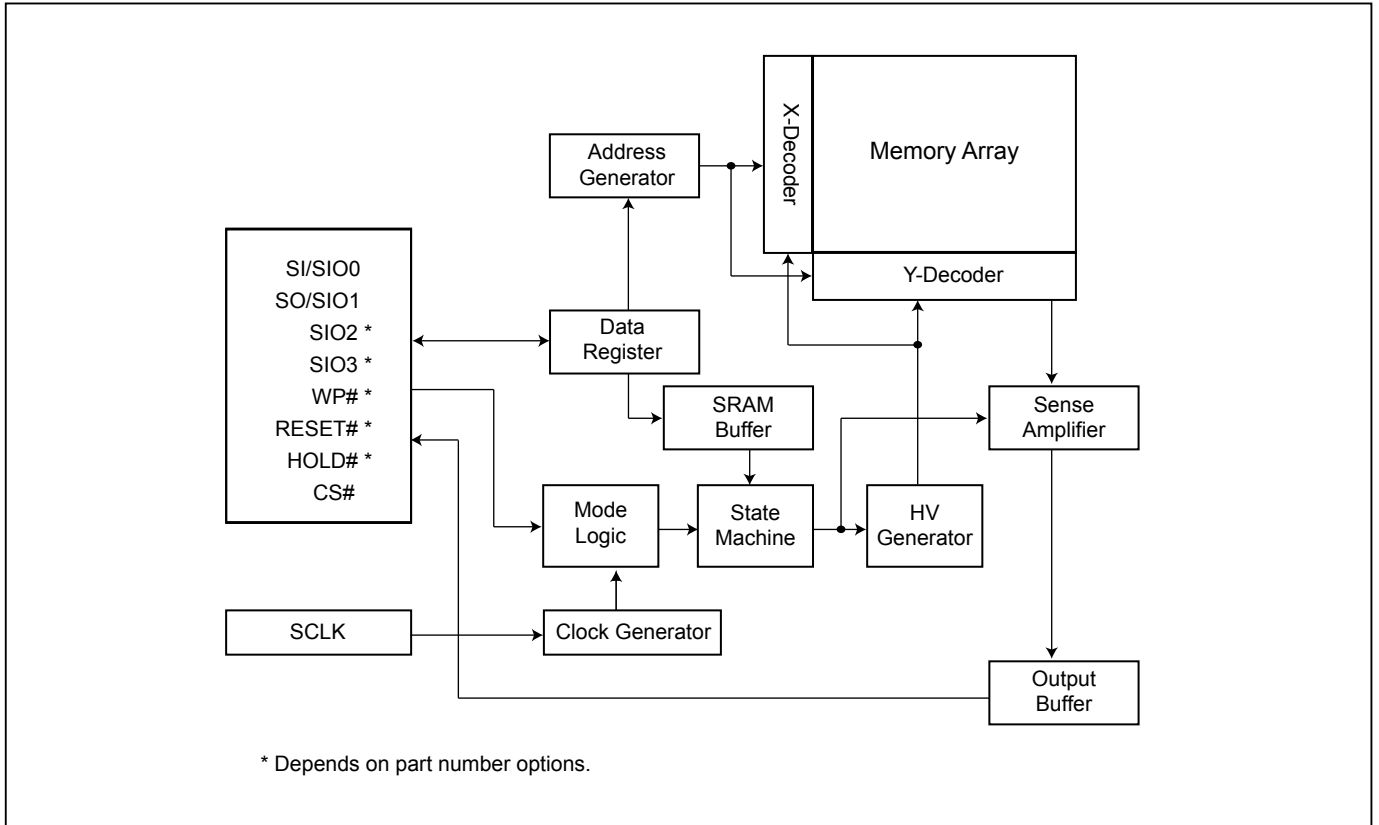 X-Decoder
Memory Array
Address
Generator
SI/SIO0
SO/SIO1
SIO2 *
SIO3 *
WP# *
RESET# *
HOLD# *
CS#
Y-Decoder
Data
Register
SRAM
Buffer
Sense
Amplifier
Mode
Logic
State
Machine
HV
Generator
SCLK
Clock Generator
Output
Buffer
* Depends on part number options.